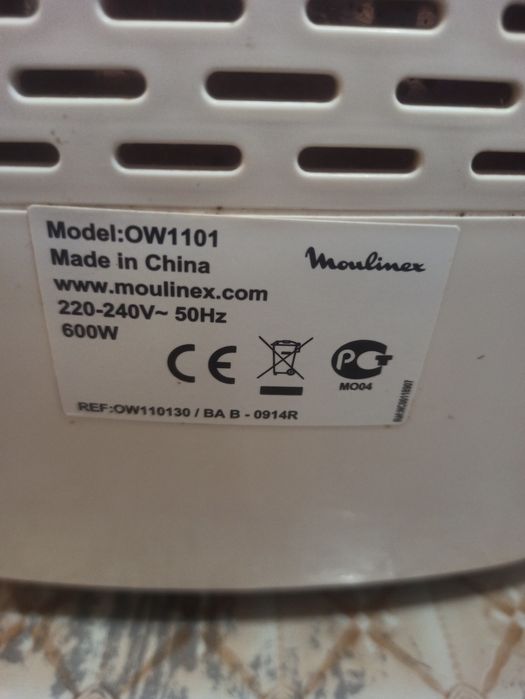 Model:OW1101
Made in China
Moulinex
www.moulinex.com
220-240V~ 50Hz
600W
CE
PCT
MO04
REF:OW110130 / BA B - 0914R